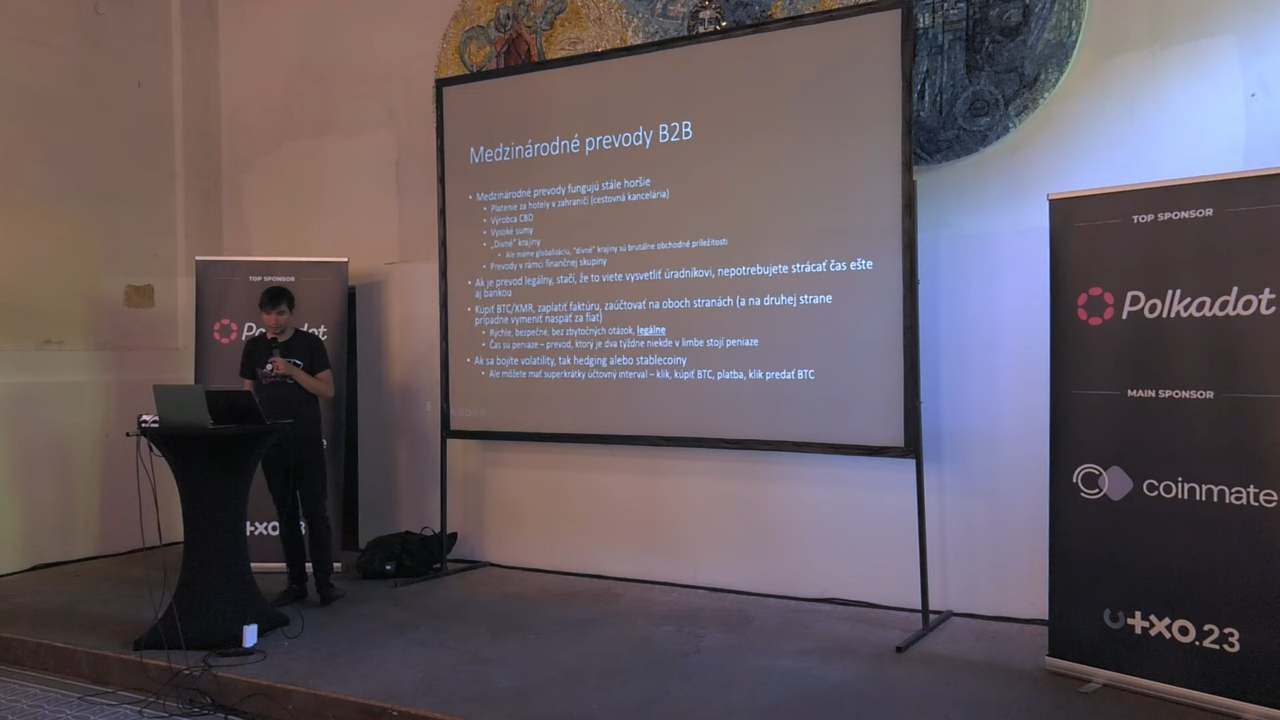 Medzinárodné prevody B2B
Medzinárodné prevody fungujú stále horšie
Platenie za hotely v zahraničí (cestovná kancelária)
Výrobca CBD
Vysoké sumy
„Divné" krajiny
Ale máme globalizáciu, "divné" krajiny sú brutálne obchodné príležitosti
Prevody v rámci finančnej skupiny
Ak je prevod legálny, stačí, že to viete vysvetliť úradníkovi, nepotrebujete strácať čas ešte
aj bankou
Kúpiť BTC/XMR, zaplatiť faktúru, zaúčtovať na oboch stranách (a na druhej strane
prípadne vymeniť naspäť za fiat)
Rýchle, bezpečné, bez zbytočných otázok, legálne
Čas sú peniaze – prevod, ktorý je dva týždne niekde v limbe stojí peniaze
Ak sa bojíte volatility, tak hedging alebo stablecoiny
Ale môžete mať superkrátky účtovný interval – klik, kúpiť BTC, platba, klik predať BTC
TOP SPONSOR
Polkadot
TOP SPONSOR
Polkadot
MAIN SPONSOR
coinmate
utxo.23